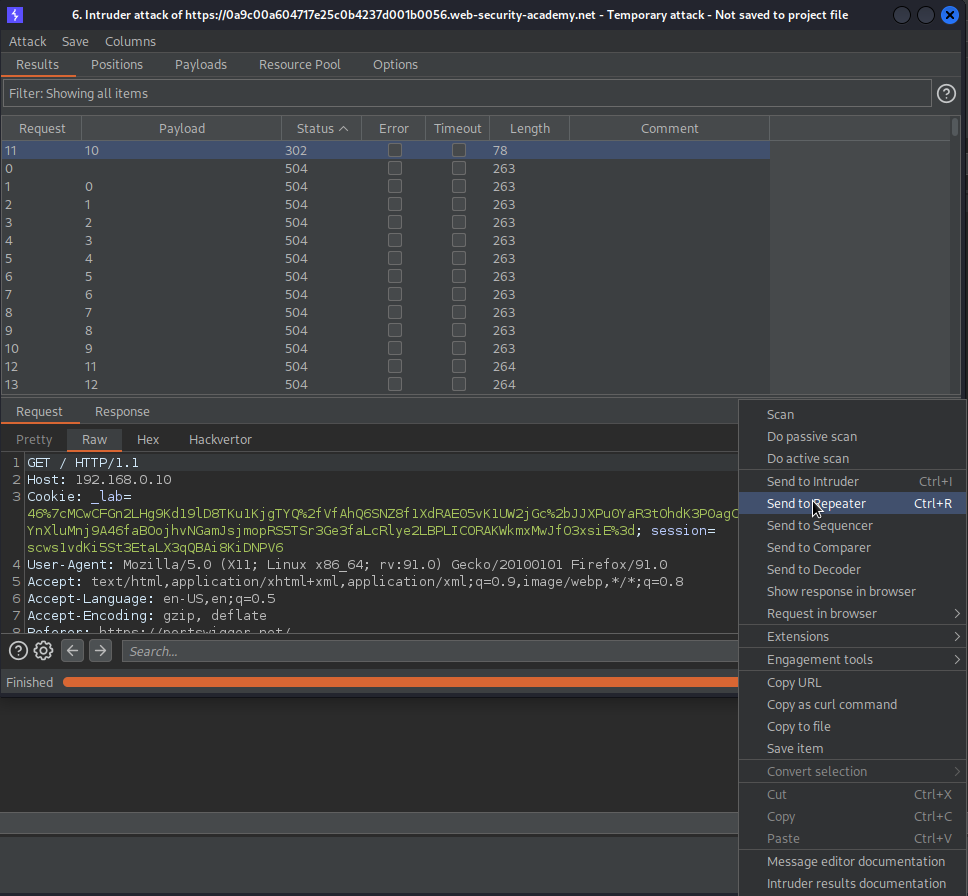 6. Intruder attack of https://0a9c00a604717e25c0b4237d001b0056.web-security-academy.net - Temporary attack - Not saved to project file
Attack Save Columns
Results Positions Payloads Resource Pool Options
Filter: Showing all items
Request Payload Status Error Timeout Length Comment
11 10 302 78
0 504 263
1 0 504 263
2 1 504 263
3 2 504 263
4 3 504 263
5 4 504 263
6 5 504 263
7 6 504 263
8 7 504 263
9 8 504 263
10 9 504 263
12 11 504 264
13 12 504 264
Request Response
Pretty Raw Hex Hackvertor
1 GET / HTTP/1.1
2 Host: 192.168.0.10
3 Cookie: _lab=
46%7cMCwCFGn2LHg9Kd19lD8TKu1KjgTYQ%2fVfAhQ6SNZ8f1XdRAE05vK1UW2jGc%2bJJXPuOYaR3tOhdK3P0agC
YnXluMnj9A46faBOojhvNGamJsjmopRS5TSr3Ge3faLcRlye2LBPLICORAKWkmxMwJfO3xsiE%3d; session=
scws1vdKi5St3EtaLX3qQBAi8KiDNPV6
4 User-Agent: Mozilla/5.0 (X11; Linux x86_64; rv:91.0) Gecko/20100101 Firefox/91.0
5 Accept: text/html,application/xhtml+xml,application/xml;q=0.9,image/webp,*/*;q=0.8
6 Accept-Language: en-US,en;q=0.5
7 Accept-Encoding: gzip, deflate
8 Referer: https://portswigger.net/
Search...
Finished
Scan
Do passive scan
Do active scan
Send to Intruder Ctrl+I
Send to Repeater Ctrl+R
Send to Sequencer
Send to Comparer
Send to Decoder
Show response in browser
Request in browser
Extensions
Engagement tools
Copy URL
Copy as curl command
Copy to file
Save item
Convert selection
Cut Ctrl+X
Copy Ctrl+C
Paste Ctrl+V
Message editor documentation
Intruder results documentation